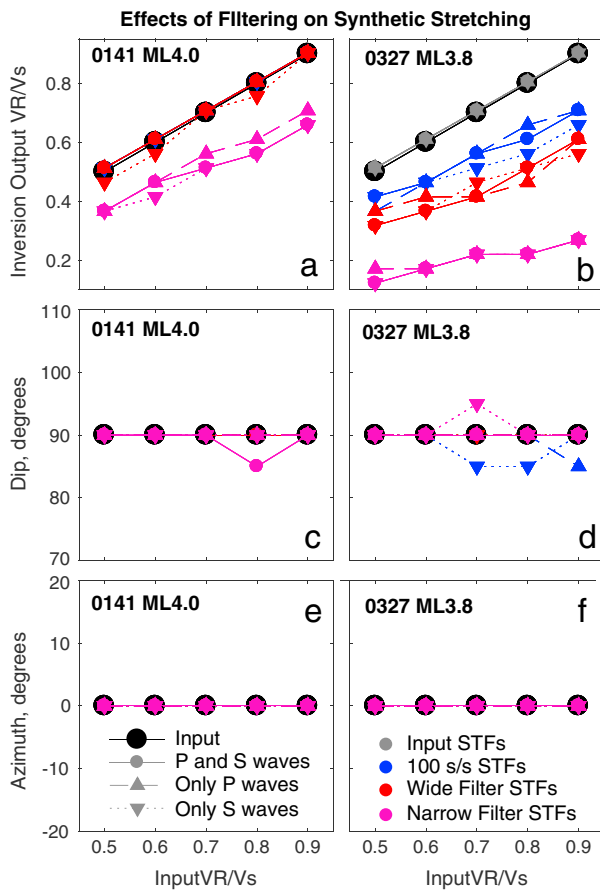 Effects of FIltering on Synthetic Stretching
0141 ML4.0
0327 ML3.8
Inversion Output VR/Vs
0.8
0.6
0.4
0.2
a
b
110
100
90
80
70
Dip, degrees
0141 ML4.0
0327 ML3.8
c
d
20
10
0
-10
-20
Azimuth, degrees
0141 ML4.0
e
0327 ML3.8
f
Input
P and S waves
Only P waves
Only S waves
Input STFs
100 s/s STFs
Wide Filter STFs
Narrow Filter STFs
0.5 0.6 0.7 0.8 0.9
0.5 0.6 0.7 0.8 0.9
InputVR/Vs
InputVR/Vs